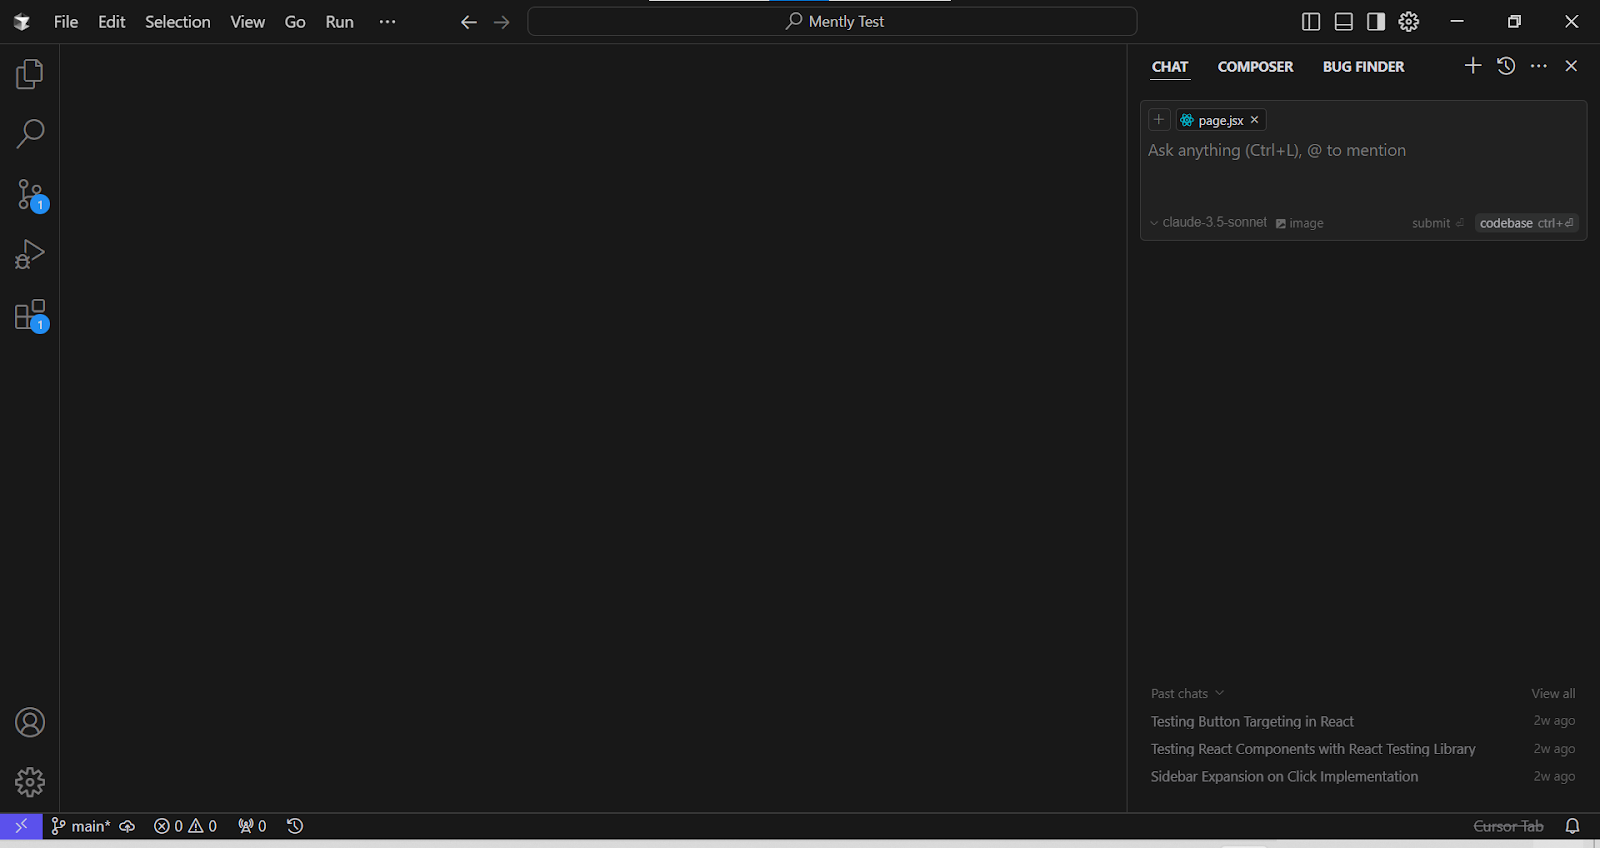 File Edit Selection View Go Run ··· Mently Test
CHAT COMPOSER BUG FINDER
page.jsx
Ask anything (Ctrl+L), @ to mention
claude-3.5-sonnet image submit ⏎ codebase ctrl+⏎
1
1
Past chats View all
Testing Button Targeting in React 2w ago
Testing React Components with React Testing Library 2w ago
Sidebar Expansion on Click Implementation 2w ago
main* 0 0 0 Cursor Tab